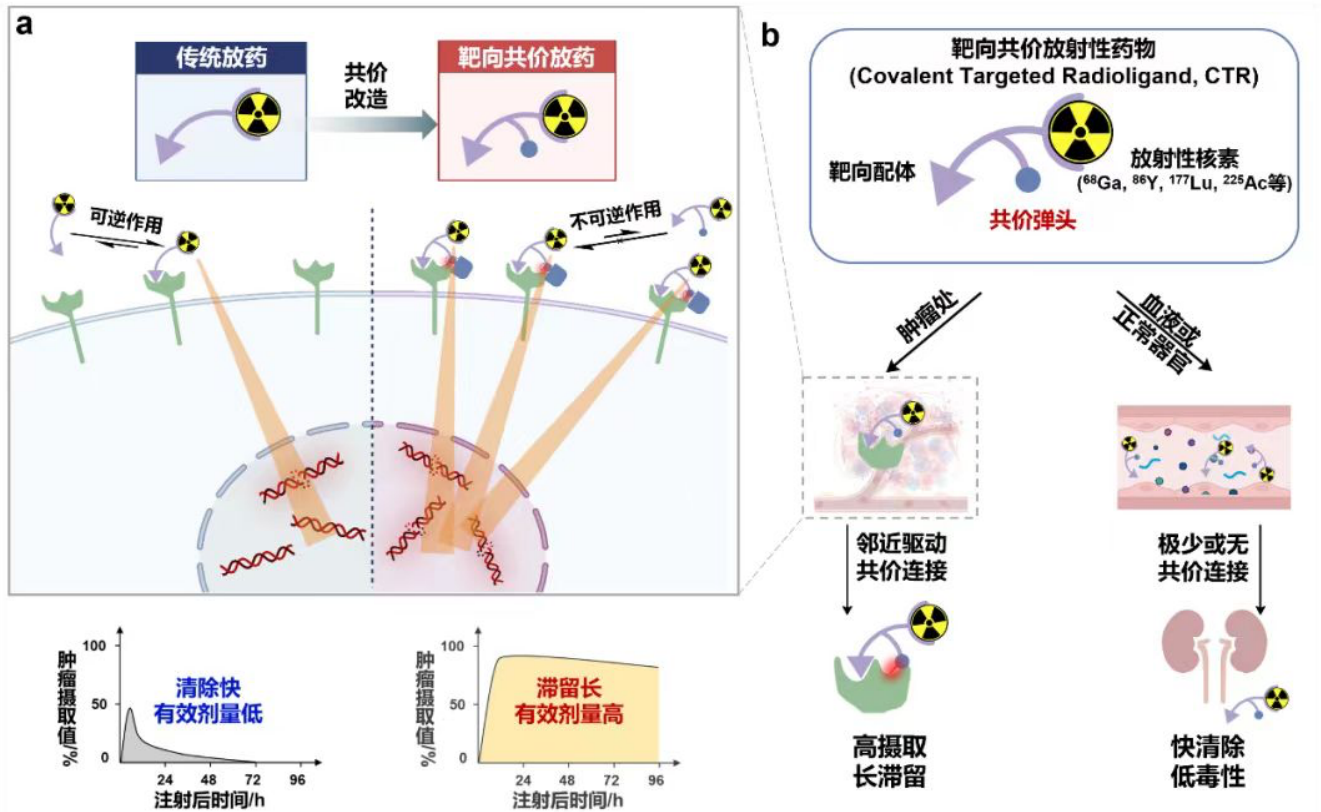 a
传统放药
共价
改造
靶向共价放药
可逆作用
不可逆作用
肿瘤摄取值/%
100
50
0
清除快
有效剂量低
24 48 72 96
注射后时间/h
肿瘤摄取值/%
100
50
0
滞留长
有效剂量高
24 48 72 96
注射后时间/h
b
靶向共价放射性药物
(Covalent Targeted Radioligand, CTR)
靶向配体
放射性核素
(⁶⁸Ga, ⁸⁶Y, ¹⁷⁷Lu, ²²⁵Ac等)
共价弹头
肿瘤处
血液或
正常器官
邻近驱动
共价连接
极少或无
共价连接
高摄取
长滞留
快清除
低毒性